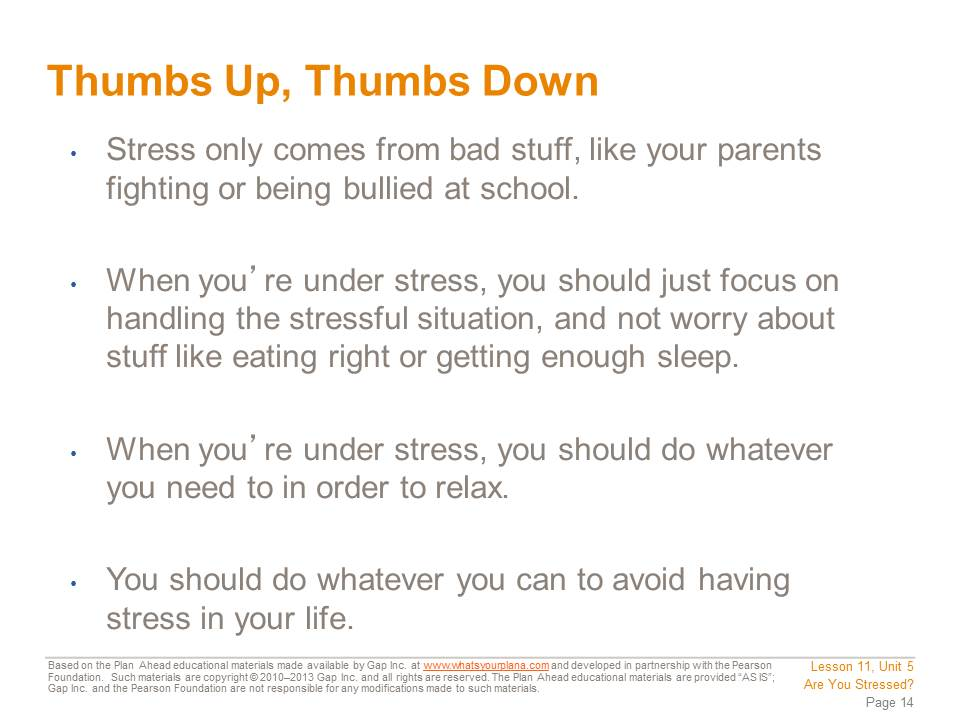 Thumbs Up, Thumbs Down
• Stress only comes from bad stuff, like your parents
fighting or being bullied at school.
• When you’re under stress, you should just focus on
handling the stressful situation, and not worry about
stuff like eating right or getting enough sleep.
• When you’re under stress, you should do whatever
you need to in order to relax.
• You should do whatever you can to avoid having
stress in your life.
Based on the Plan Ahead educational materials made available by Gap Inc. at www.whatsyourplana.com and developed in partnership with the Pearson
Foundation. Such materials are copyright © 2010–2013 Gap Inc. and all rights are reserved. The Plan Ahead educational materials are provided “AS IS”;
Gap Inc. and the Pearson Foundation are not responsible for any modifications made to such materials.
Lesson 11, Unit 5
Are You Stressed?
Page 14